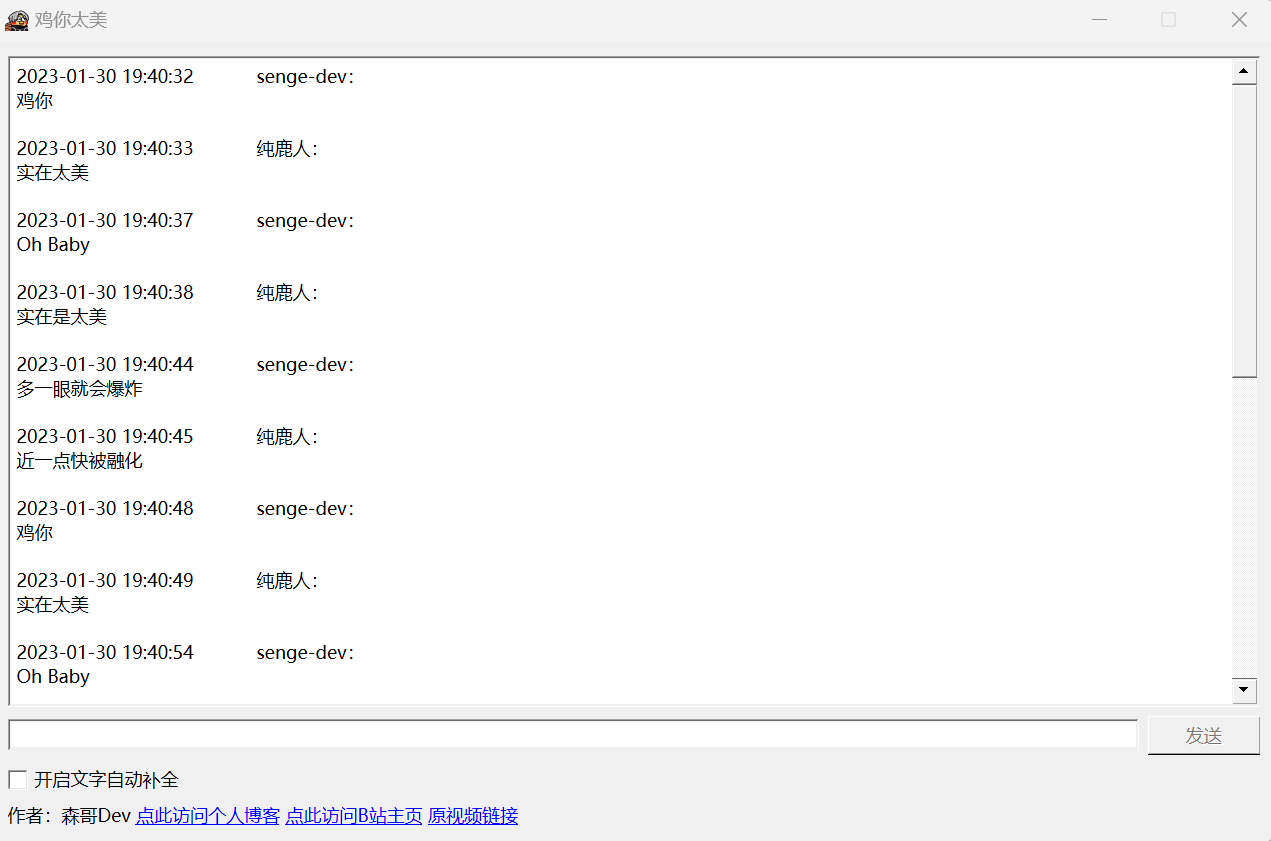 鸡你太美
2023-01-30 19:40:32 senge-dev:
鸡你
2023-01-30 19:40:33 纯鹿人:
实在太美
2023-01-30 19:40:37 senge-dev:
Oh Baby
2023-01-30 19:40:38 纯鹿人:
实在是太美
2023-01-30 19:40:44 senge-dev:
多一眼就会爆炸
2023-01-30 19:40:45 纯鹿人:
近一点快被融化
2023-01-30 19:40:48 senge-dev:
鸡你
2023-01-30 19:40:49 纯鹿人:
实在太美
2023-01-30 19:40:54 senge-dev:
Oh Baby
发送
开启文字自动补全
作者：森哥Dev 点此访问个人博客 点此访问B站主页 原视频链接